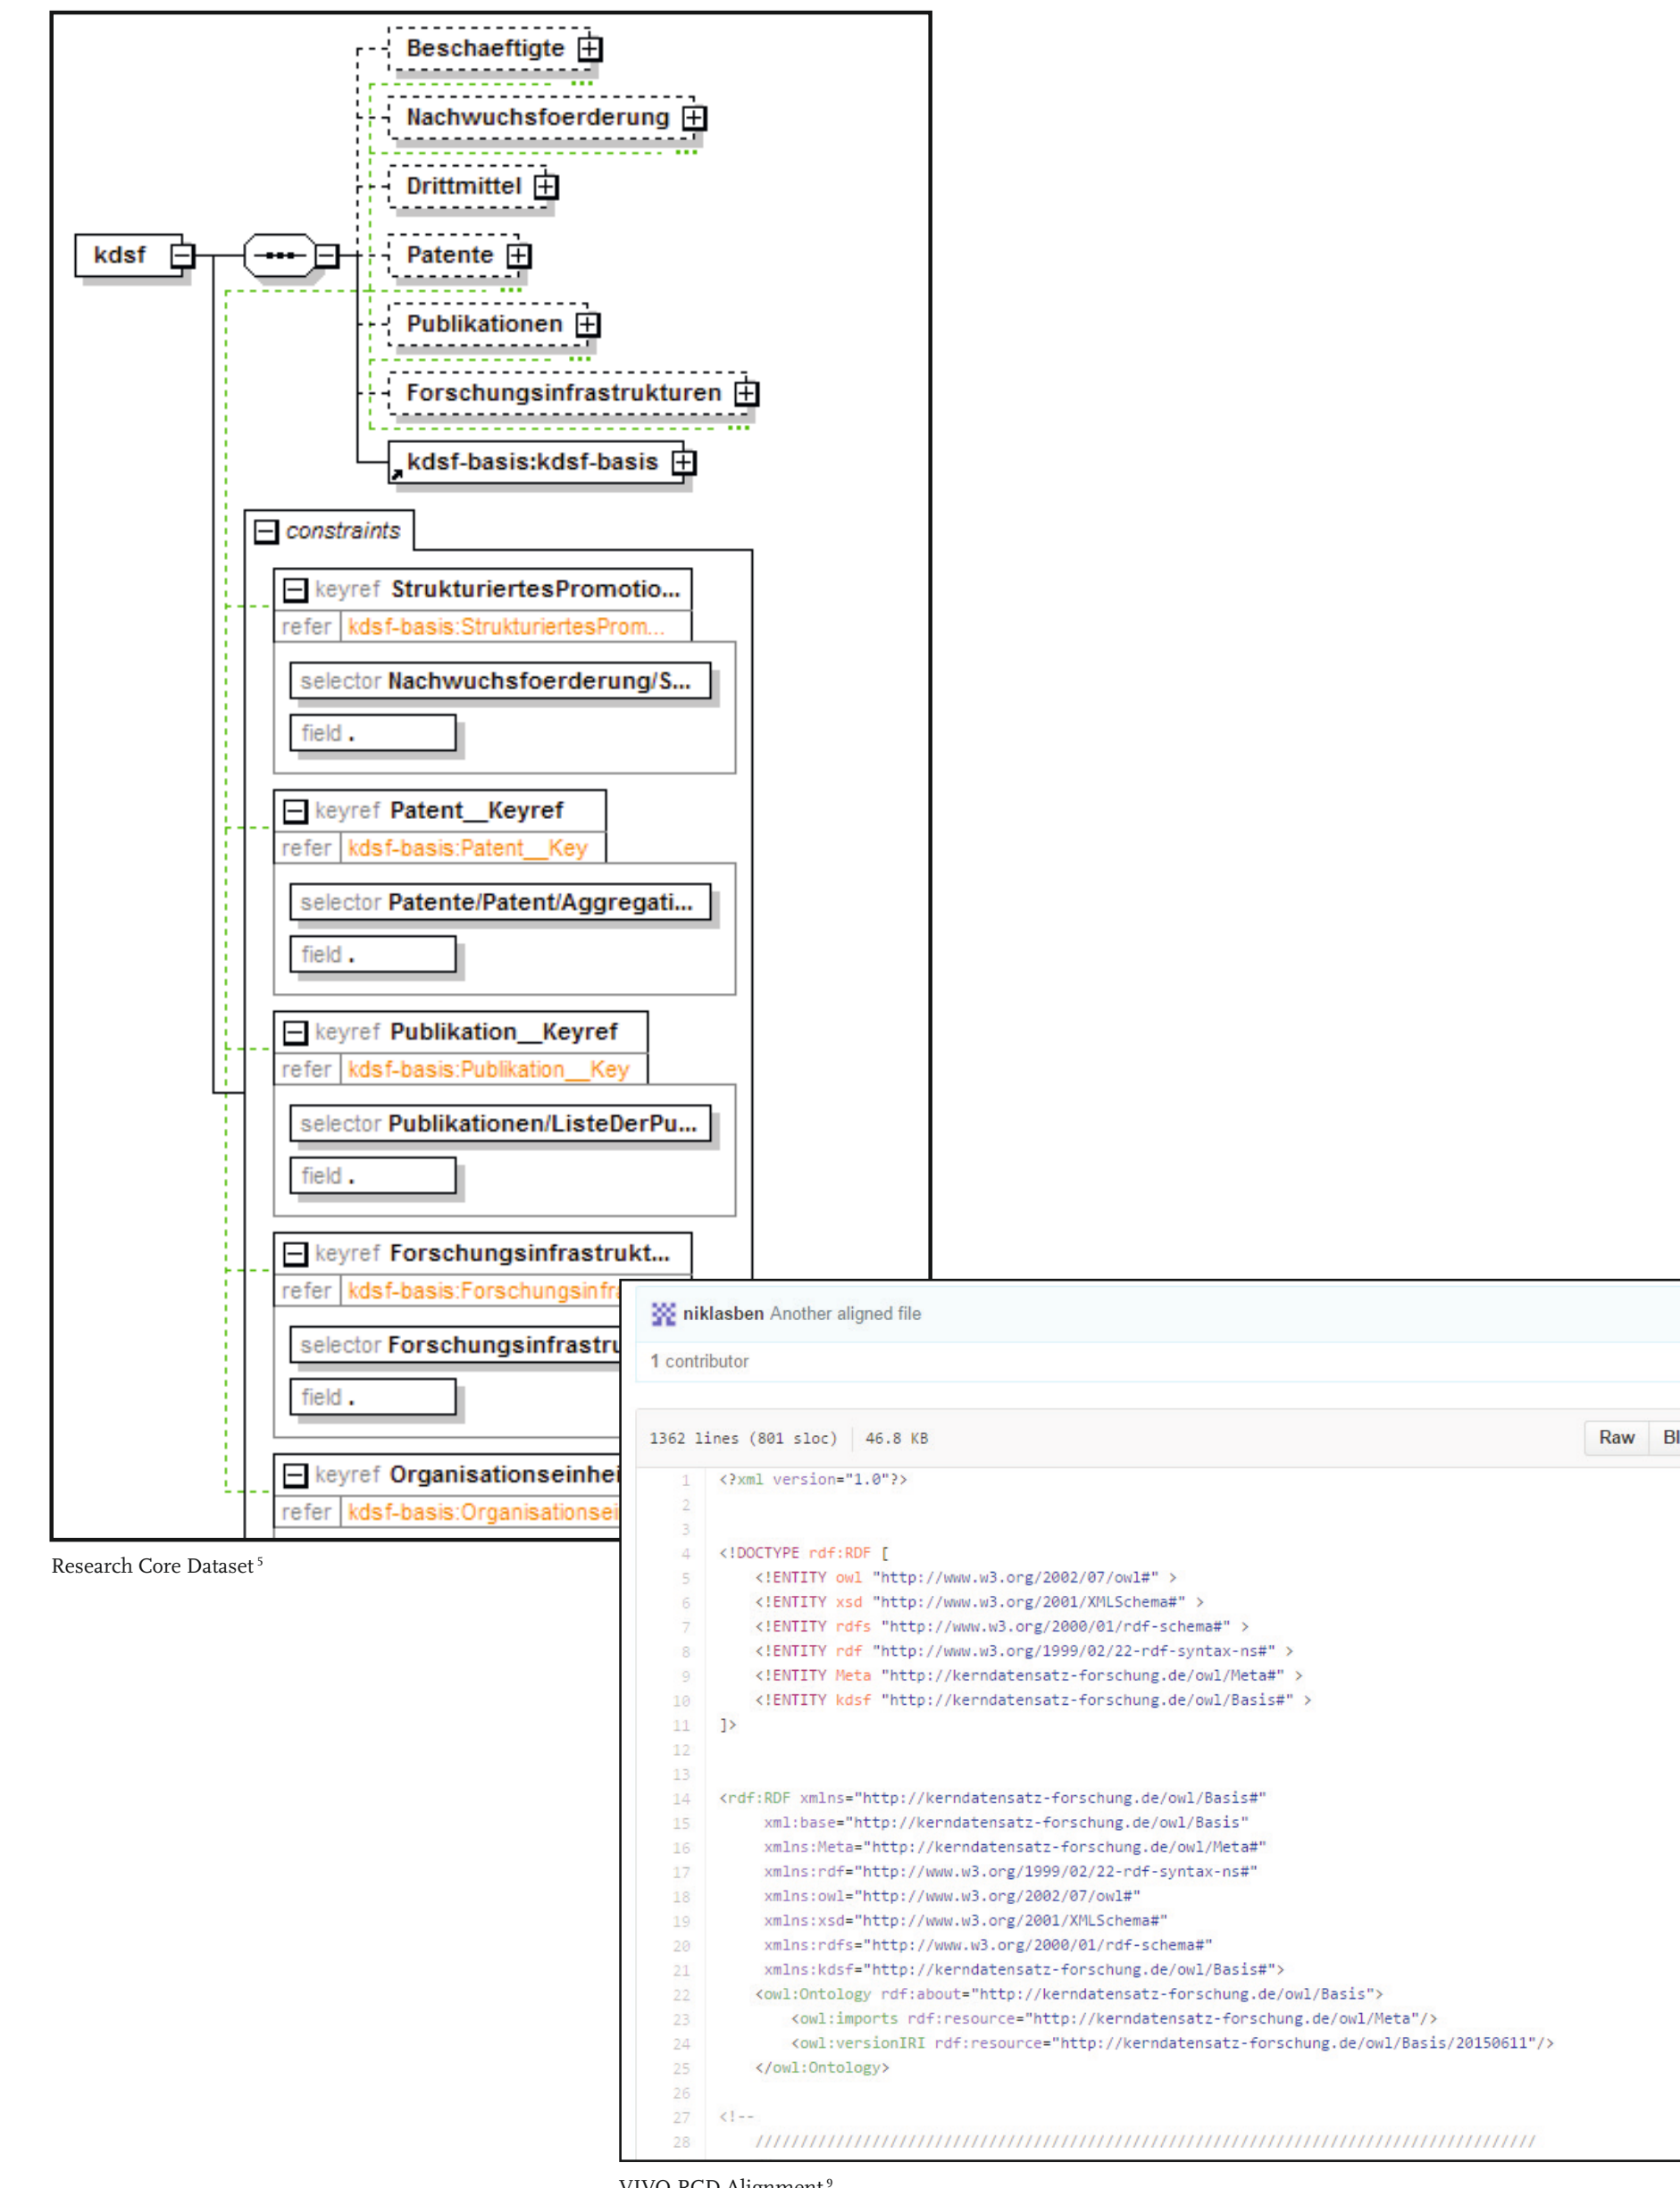 Beschaeftigte
Nachwuchsfoerderung
Drittmittel
kdsf
Patente
Publikationen
Forschungsinfrastrukturen
kdsf-basis:kdsf-basis
constraints
keyref StrukturiertesPromotio...
refer kdsf-basis:StrukturiertesProm...
selector Nachwuchsfoerderung/S...
field .
keyref Patent__Keyref
refer kdsf-basis:Patent__Key
selector Patente/Patent/Aggregati...
field .
keyref Publikation__Keyref
refer kdsf-basis:Publikation__Key
selector Publikationen/ListeDerPu...
field .
keyref Forschungsinfrastrukt...
refer kdsf-basis:Forschungsinfr
selector Forschungsinfrastru
field .
keyref Organisationseinhei
refer kdsf-basis:Organisationsei
Research Core Dataset 5
niklasben Another aligned file
1 contributor
1362 lines (801 sloc) 46.8 KB
Raw Bl
1 <?xml version="1.0"?>
2
3
4 <!DOCTYPE rdf:RDF [
5 <!ENTITY owl "http://www.w3.org/2002/07/owl#" >
6 <!ENTITY xsd "http://www.w3.org/2001/XMLSchema#" >
7 <!ENTITY rdfs "http://www.w3.org/2000/01/rdf-schema#" >
8 <!ENTITY rdf "http://www.w3.org/1999/02/22-rdf-syntax-ns#" >
9 <!ENTITY Meta "http://kerndatensatz-forschung.de/owl/Meta#" >
10 <!ENTITY kdsf "http://kerndatensatz-forschung.de/owl/Basis#" >
11 ]>
12
13
14 <rdf:RDF xmlns="http://kerndatensatz-forschung.de/owl/Basis#"
15 xml:base="http://kerndatensatz-forschung.de/owl/Basis"
16 xmlns:Meta="http://kerndatensatz-forschung.de/owl/Meta#"
17 xmlns:rdf="http://www.w3.org/1999/02/22-rdf-syntax-ns#"
18 xmlns:owl="http://www.w3.org/2002/07/owl#"
19 xmlns:xsd="http://www.w3.org/2001/XMLSchema#"
20 xmlns:rdfs="http://www.w3.org/2000/01/rdf-schema#"
21 xmlns:kdsf="http://kerndatensatz-forschung.de/owl/Basis#">
22 <owl:Ontology rdf:about="http://kerndatensatz-forschung.de/owl/Basis">
23 <owl:imports rdf:resource="http://kerndatensatz-forschung.de/owl/Meta"/>
24 <owl:versionIRI rdf:resource="http://kerndatensatz-forschung.de/owl/Basis/20150611"/>
25 </owl:Ontology>
26
27 <!--
28 ///////////////////////////////////////////////////////////////////////////////////////
VIVO RCD Alignment 9